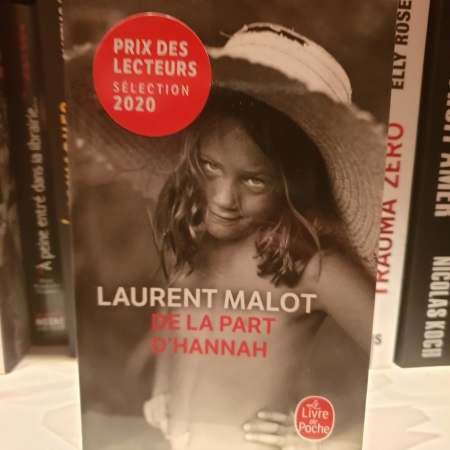 PRIX DES
LECTEURS
SÉLECTION
2020
LAURENT MALOT
DE LA PART
D'HANNAH
Le
Livre
de
Poche
À peine entré dans la librairie...
ELLY ROSE
TRAUMA ZERO
NICOLAS KOCH